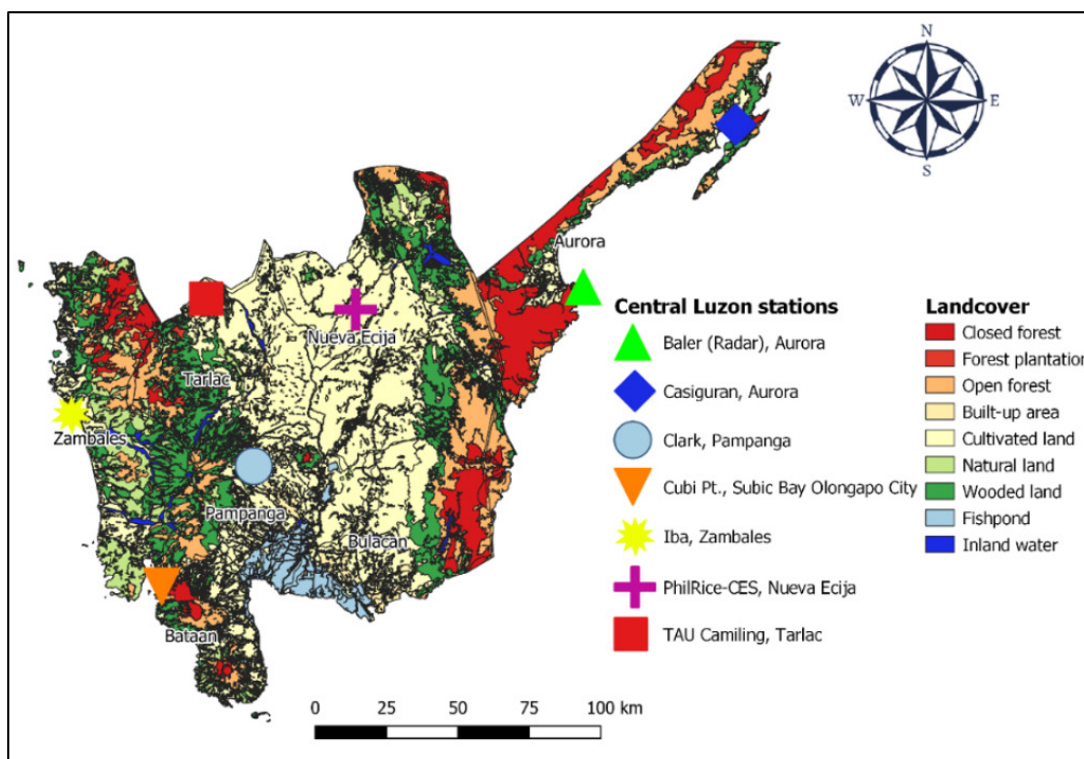 N
W
E
S
Aurora
Nueva Ecija
Tarlac
Zambales
Pampanga
Bulacan
Bataan
Central Luzon stations
Baler (Radar), Aurora
Casiguran, Aurora
Clark, Pampanga
Cubi Pt., Subic Bay Olongapo City
Iba, Zambales
PhilRice-CES, Nueva Ecija
TAU Camiling, Tarlac
Landcover
Closed forest
Forest plantation
Open forest
Built-up area
Cultivated land
Natural land
Wooded land
Fishpond
Inland water
0 25 50 75 100 km